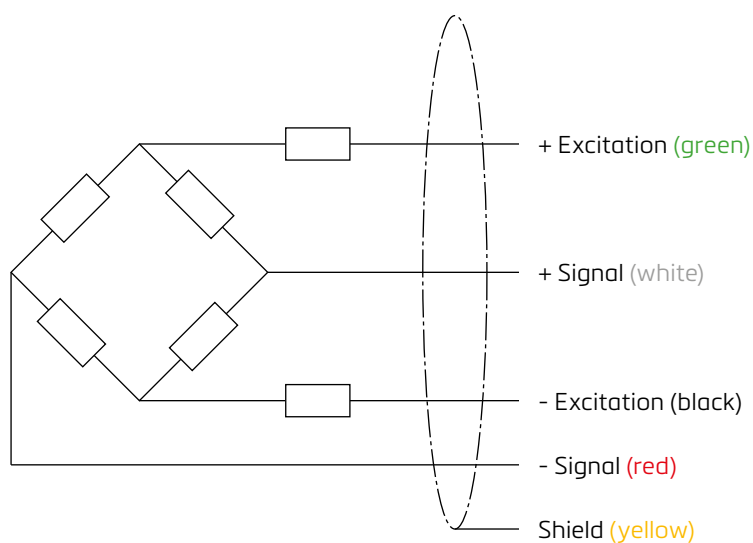 + Excitation (green)
+ Signal (white)
- Excitation (black)
- Signal (red)
Shield (yellow)